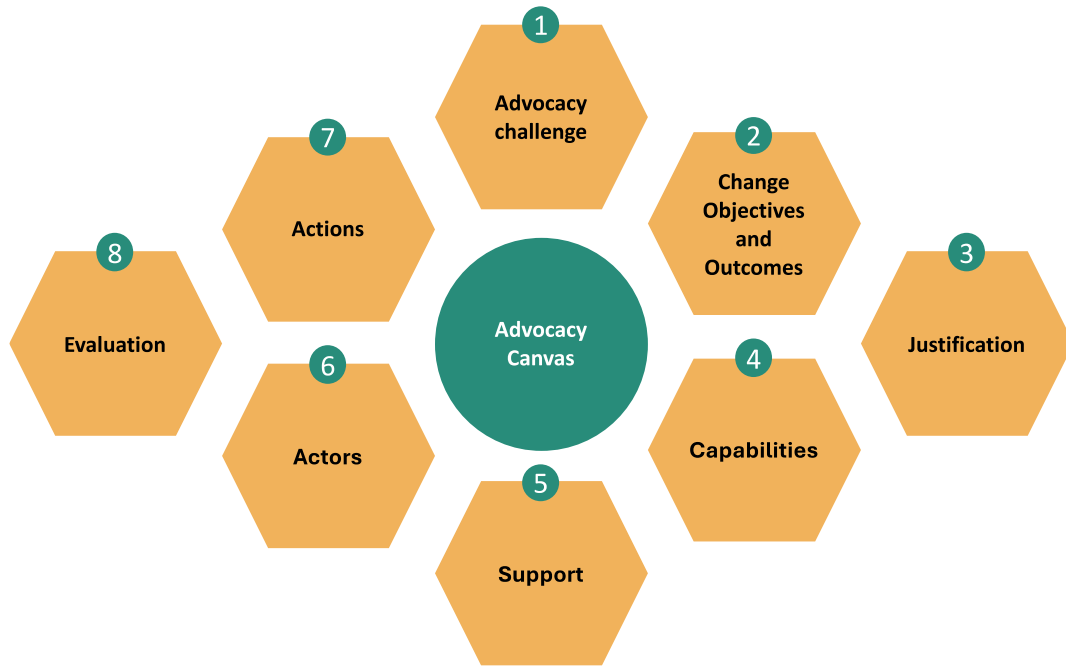 1
Advocacy
challenge
2
Change
Objectives
and
Outcomes
3
Justification
4
Capabilities
5
Support
6
Actors
7
Actions
8
Evaluation
Advocacy
Canvas